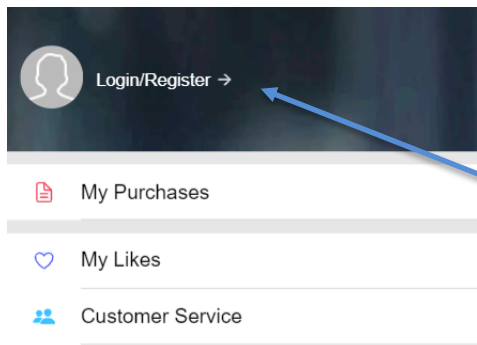 Login/Register →
My Purchases
My Likes
Customer Service